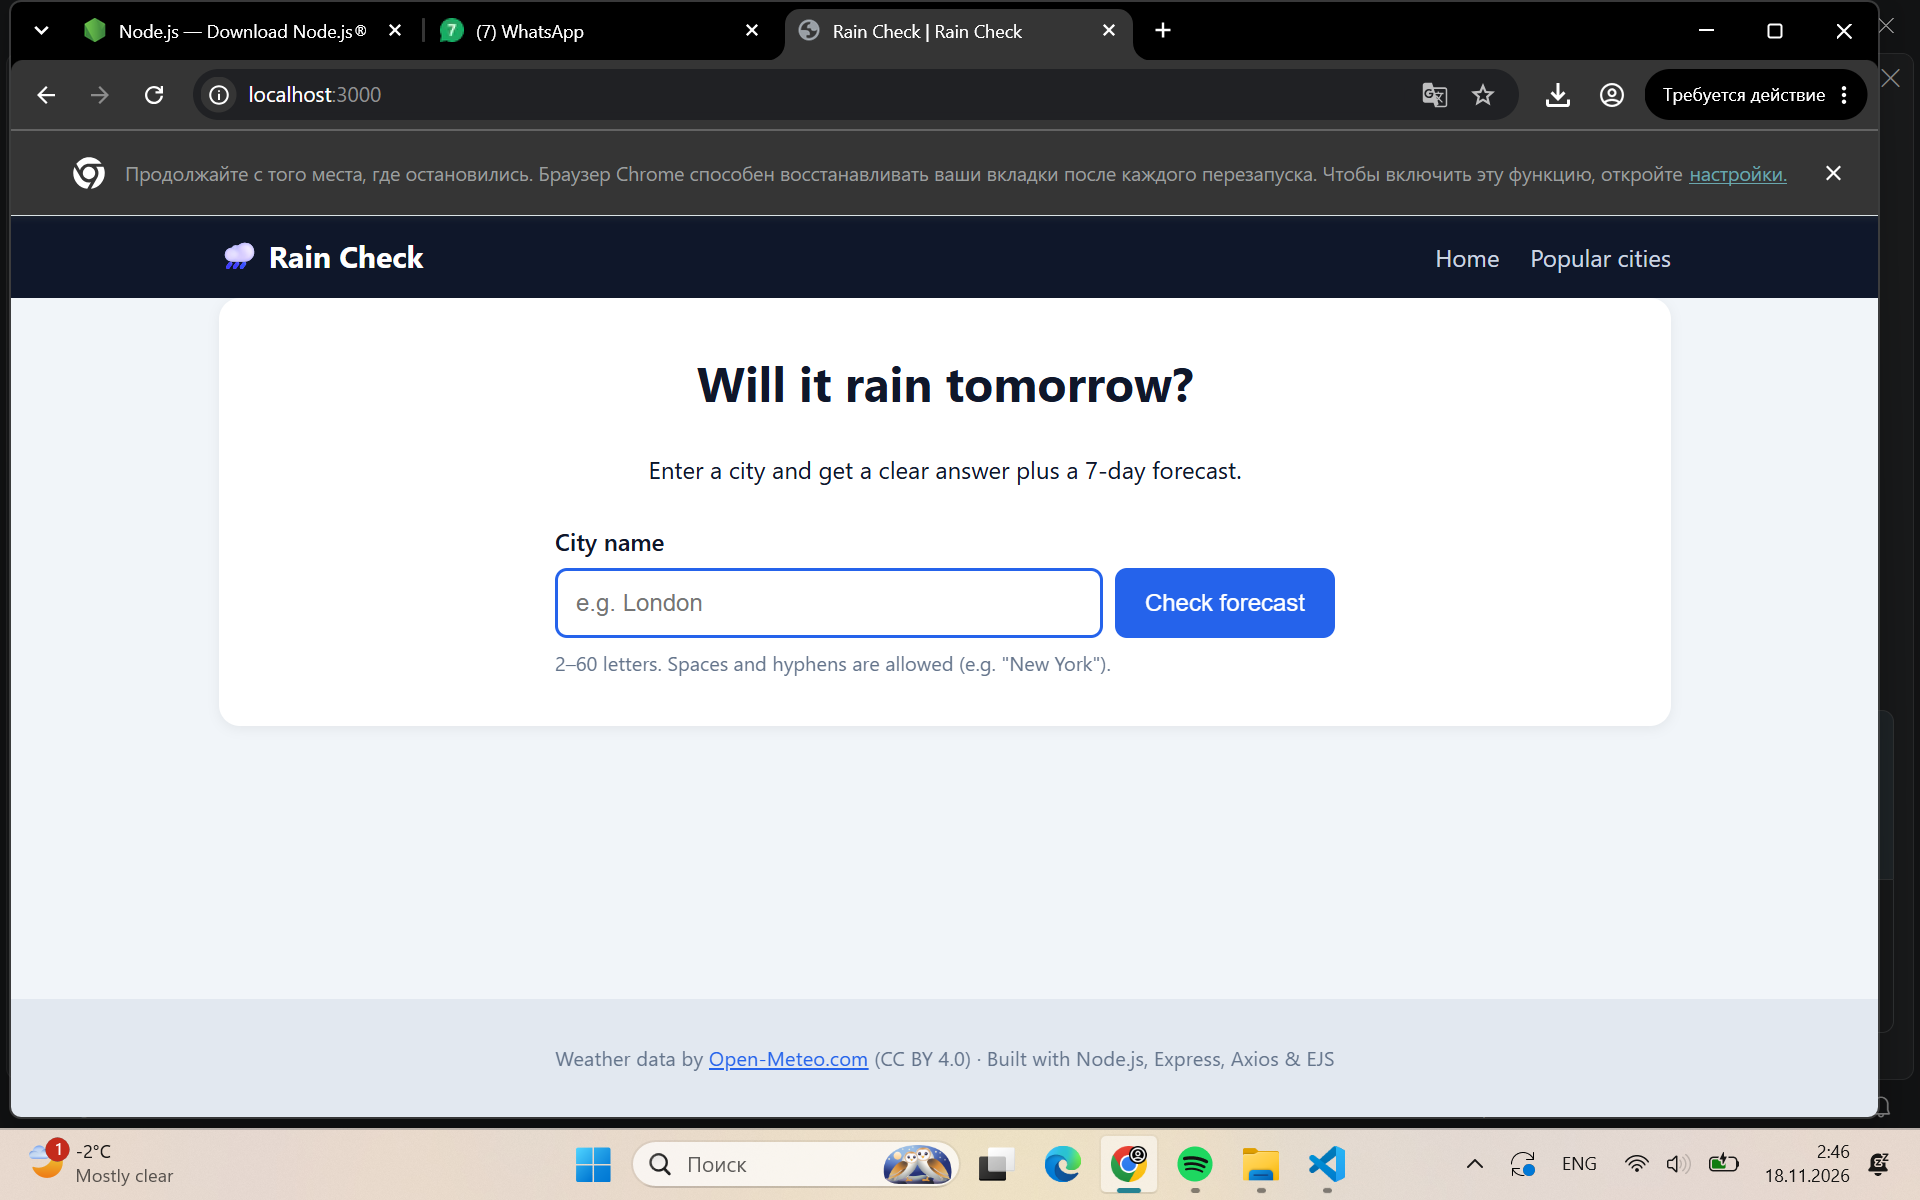 Node.js — Download Node.js®
7
(7) WhatsApp
Rain Check | Rain Check
localhost:3000
Требуется действие
Продолжайте с того места, где остановились. Браузер Chrome способен восстанавливать ваши вкладки после каждого перезапуска. Чтобы включить эту функцию, откройте настройки.
Rain Check
Home
Popular cities
Will it rain tomorrow?
Enter a city and get a clear answer plus a 7-day forecast.
City name
e.g. London
Check forecast
2–60 letters. Spaces and hyphens are allowed (e.g. "New York").
Weather data by Open-Meteo.com (CC BY 4.0) · Built with Node.js, Express, Axios & EJS
1
-2°C
Mostly clear
Поиск
ENG
2:46
18.11.2026